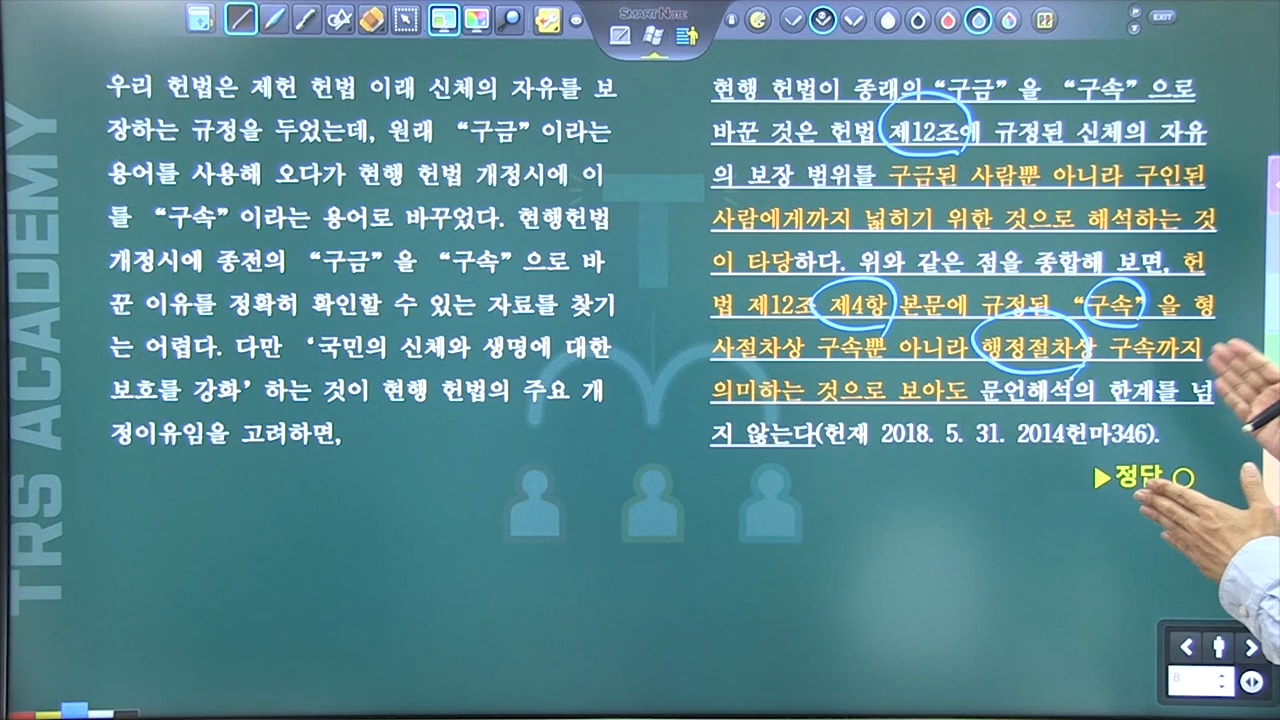 SMARTNOTE
EXIT
TRS ACADEMY
우리 헌법은 제헌 헌법 이래 신체의 자유를 보
장하는 규정을 두었는데, 원래 “구금”이라는
용어를 사용해 오다가 현행 헌법 개정시에 이
를 “구속”이라는 용어로 바꾸었다. 현행헌법
개정시에 종전의 “구금”을 “구속”으로 바
꾼 이유를 정확히 확인할 수 있는 자료를 찾기
는 어렵다. 다만 ‘국민의 신체와 생명에 대한
보호를 강화’하는 것이 현행 헌법의 주요 개
정이유임을 고려하면,
현행 헌법이 종래의 “구금”을 “구속”으로
바꾼 것은 헌법 제12조에 규정된 신체의 자유
의 보장 범위를 구금된 사람뿐 아니라 구인된
사람에게까지 넓히기 위한 것으로 해석하는 것
이 타당하다. 위와 같은 점을 종합해 보면, 헌
법 제12조 제4항 본문에 규정된 “구속”을 형
사절차상 구속뿐 아니라 행정절차상 구속까지
의미하는 것으로 보아도 문언해석의 한계를 넘
지 않는다(헌재 2018. 5. 31. 2014헌마346).
▶정답 ○
8